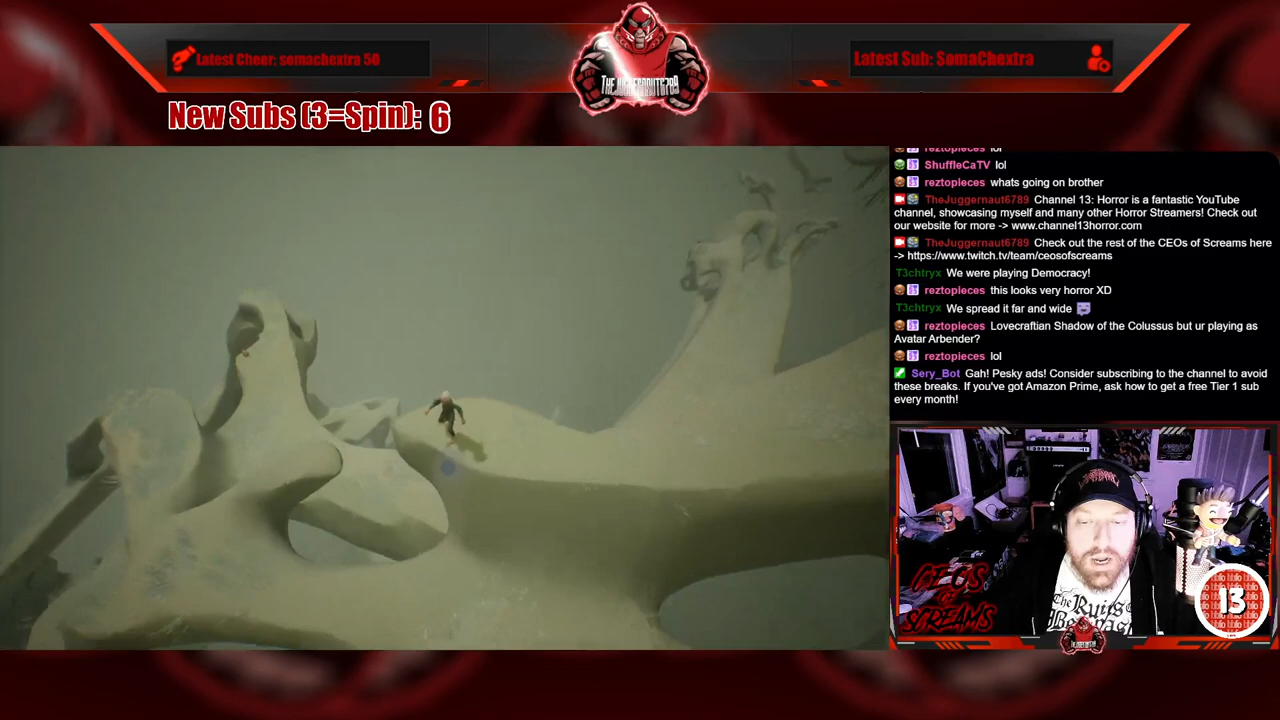 Latest Cheer: somachextra 50
THEJUGGERNAUT6789
Latest Sub: SomaChextra
New Subs (3=Spin): 6
reztopieces lol
ShuffleCaTV lol
reztopieces whats going on brother
TheJuggernaut6789 Channel 13: Horror is a fantastic YouTube
channel, showcasing myself and many other Horror Streamers! Check out
our website for more -> www.channel13horror.com
TheJuggernaut6789 Check out the rest of the CEOs of Screams here
-> https://www.twitch.tv/team/ceosofscreams
T3chtryx We were playing Democracy!
reztopieces this looks very horror XD
T3chtryx We spread it far and wide
reztopieces Lovecraftian Shadow of the Colussus but ur playing as
Avatar Arbender?
reztopieces lol
Sery_Bot Gah! Pesky ads! Consider subscribing to the channel to avoid
these breaks. If you've got Amazon Prime, ask how to get a free Tier 1 sub
every month!
CEOS
OF
SCREAMS
The Ruins
13